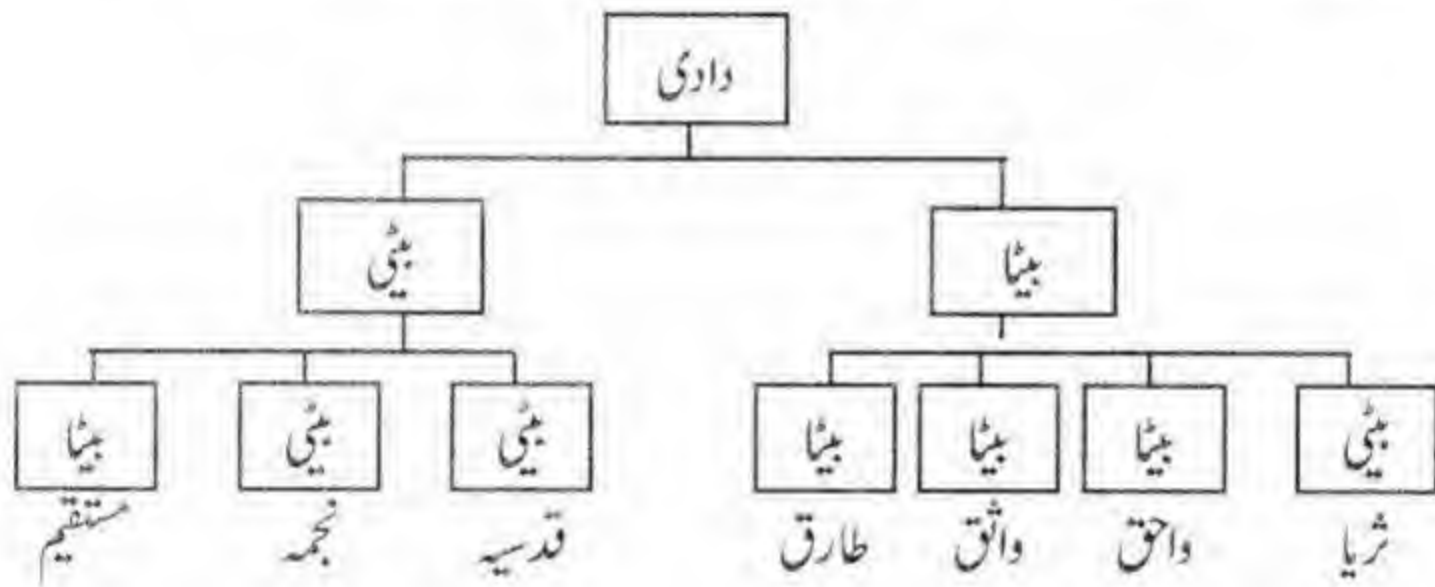 دادی
بیٹا بیٹی
بیٹی بیٹا بیٹا بیٹا بیٹی بیٹی بیٹا
ثریا واحق واثق طارق قدسیہ نجمہ مستقیم